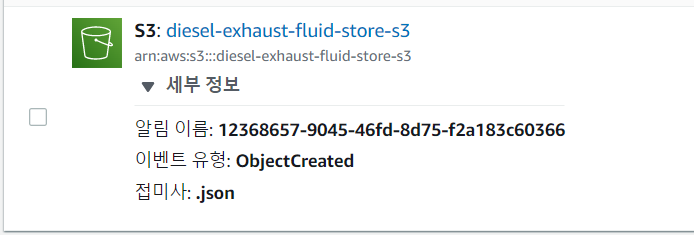 S3: diesel-exhaust-fluid-store-s3
arn:aws:s3:::diesel-exhaust-fluid-store-s3
▼ 세부 정보
알림 이름: 12368657-9045-46fd-8d75-f2a183c60366
이벤트 유형: ObjectCreated
접미사: .json